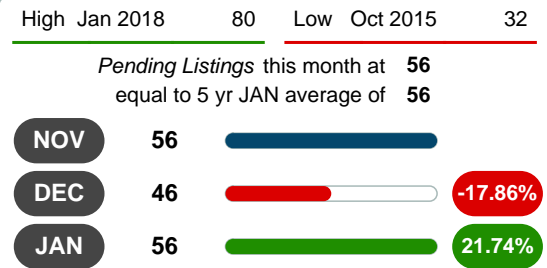 High Jan 2018 80 Low Oct 2015 32
Pending Listings this month at 56
equal to 5 yr JAN average of 56
NOV 56
DEC 46 -17.86%
JAN 56 21.74%